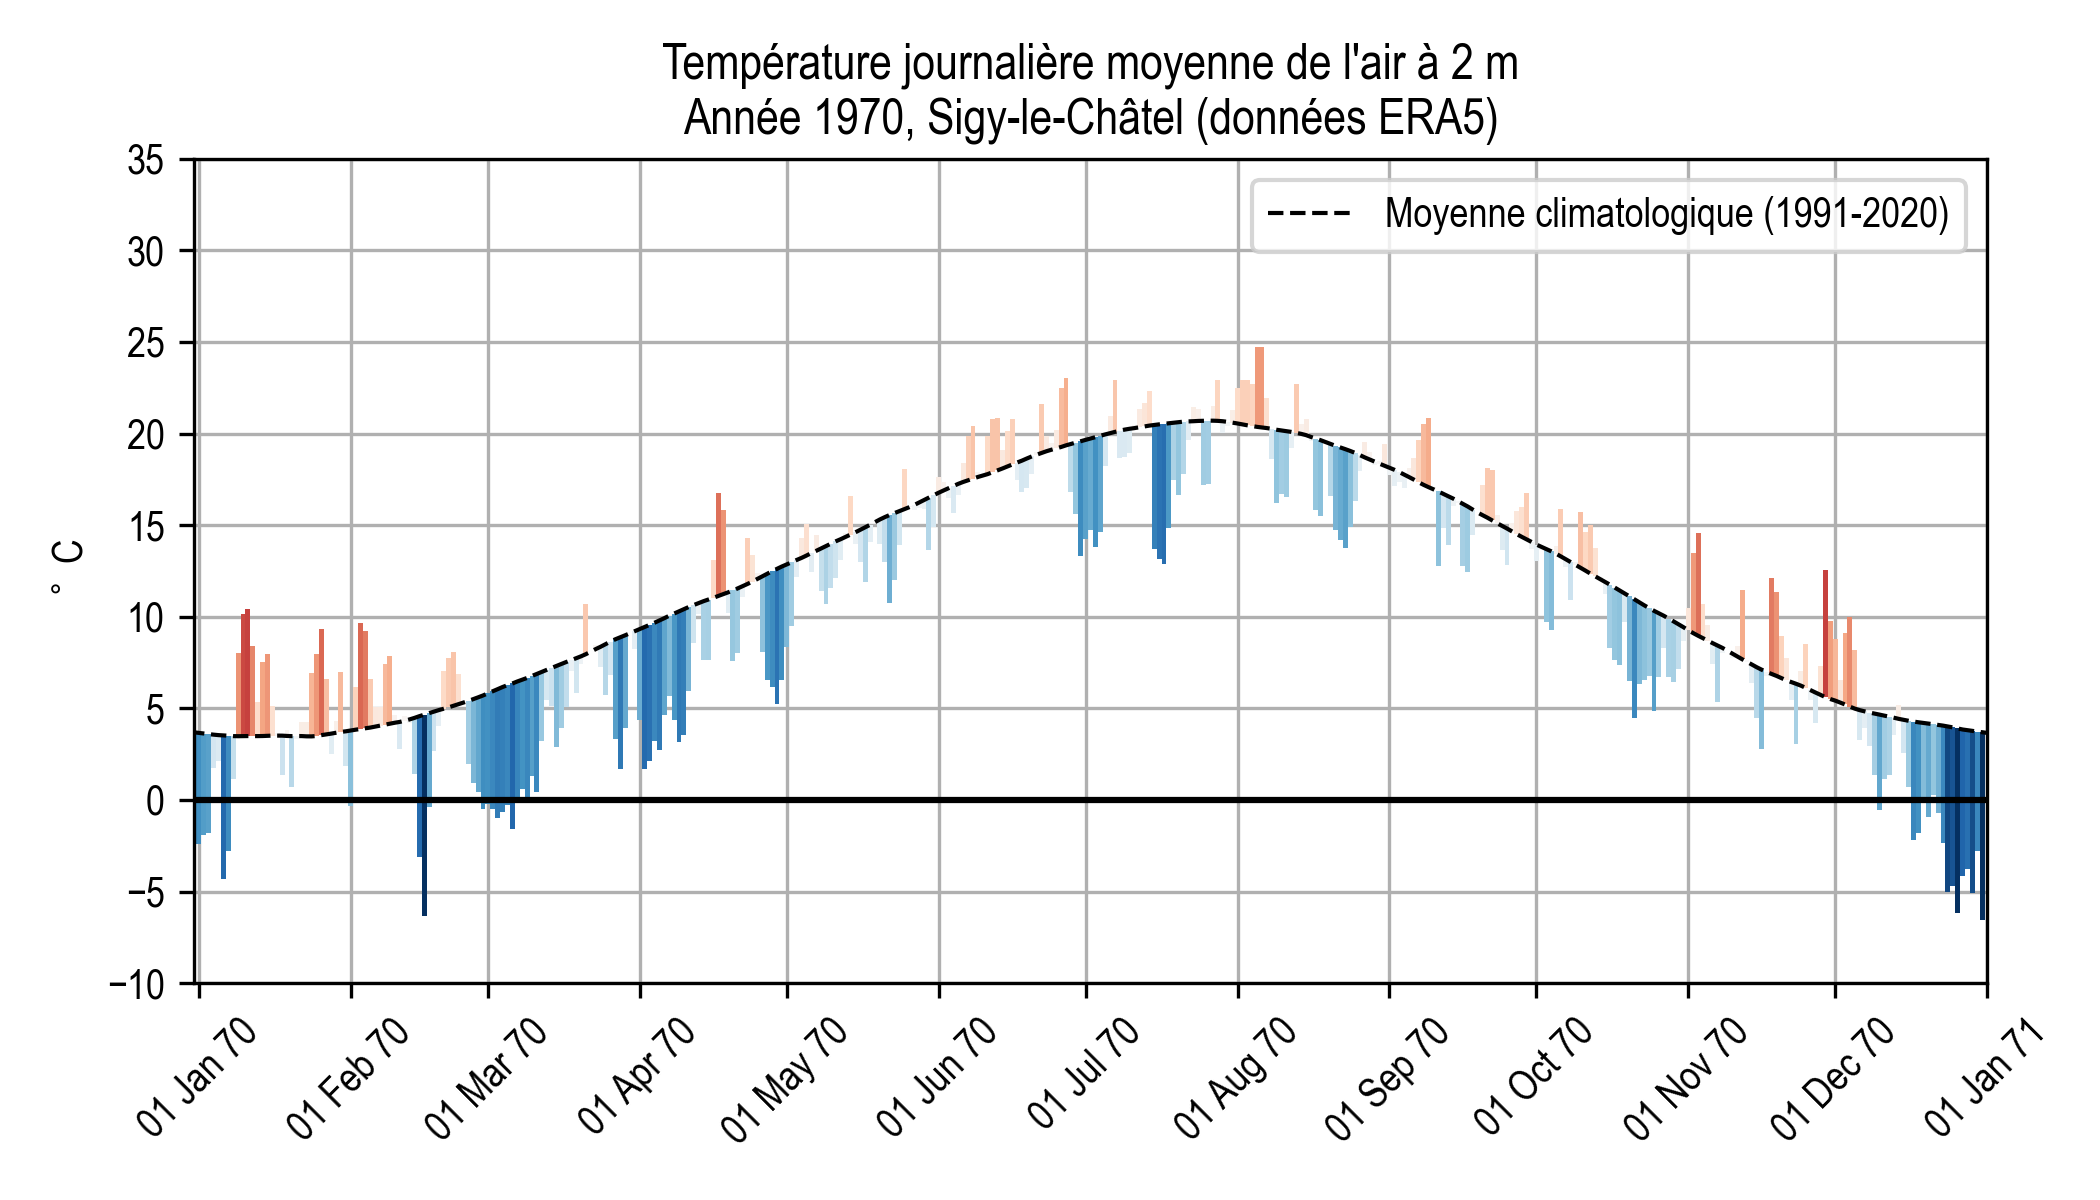 Température journalière moyenne de l'air à 2 m
Année 1970, Sigy-le-Châtel (données ERA5)
Moyenne climatologique (1991-2020)
° C
35
30
25
20
15
10
5
0
−5
−10
01 Jan 70
01 Feb 70
01 Mar 70
01 Apr 70
01 May 70
01 Jun 70
01 Jul 70
01 Aug 70
01 Sep 70
01 Oct 70
01 Nov 70
01 Dec 70
01 Jan 71